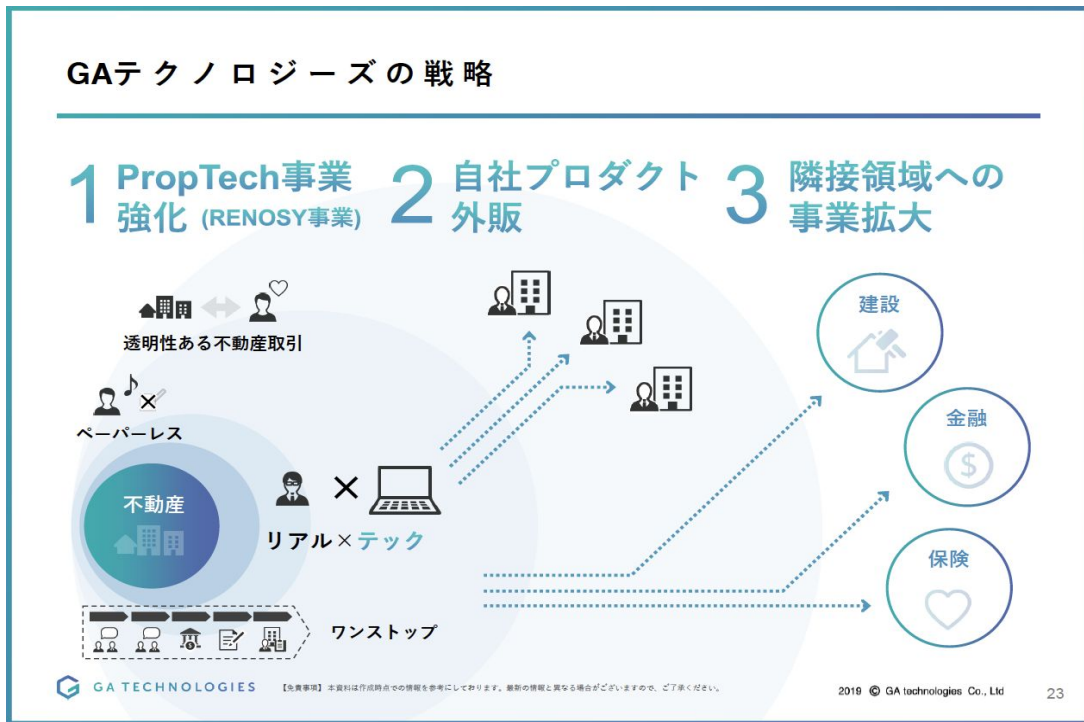 GAテクノロジーズの戦略
1 PropTech事業
強化 (RENOSY事業)
2 自社プロダクト
外販
3 隣接領域への
事業拡大
透明性ある不動産取引
ペーパーレス
不動産
リアル×テック
ワンストップ
建設
金融
$
保険
GA TECHNOLOGIES
【免責事項】本資料は作成時点での情報を参考にしております。最新の情報と異なる場合がございますので、ご了承ください。
2019 © GA technologies Co., Ltd
23